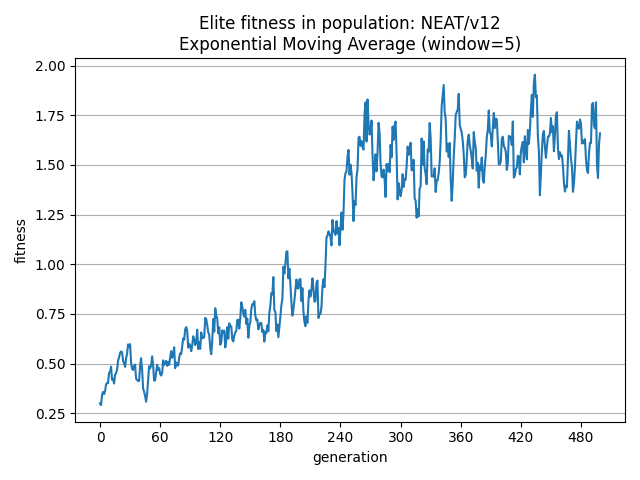 Elite fitness in population: NEAT/v12
Exponential Moving Average (window=5)
fitness
2.00
1.75
1.50
1.25
1.00
0.75
0.50
0.25
0 60 120 180 240 300 360 420 480
generation